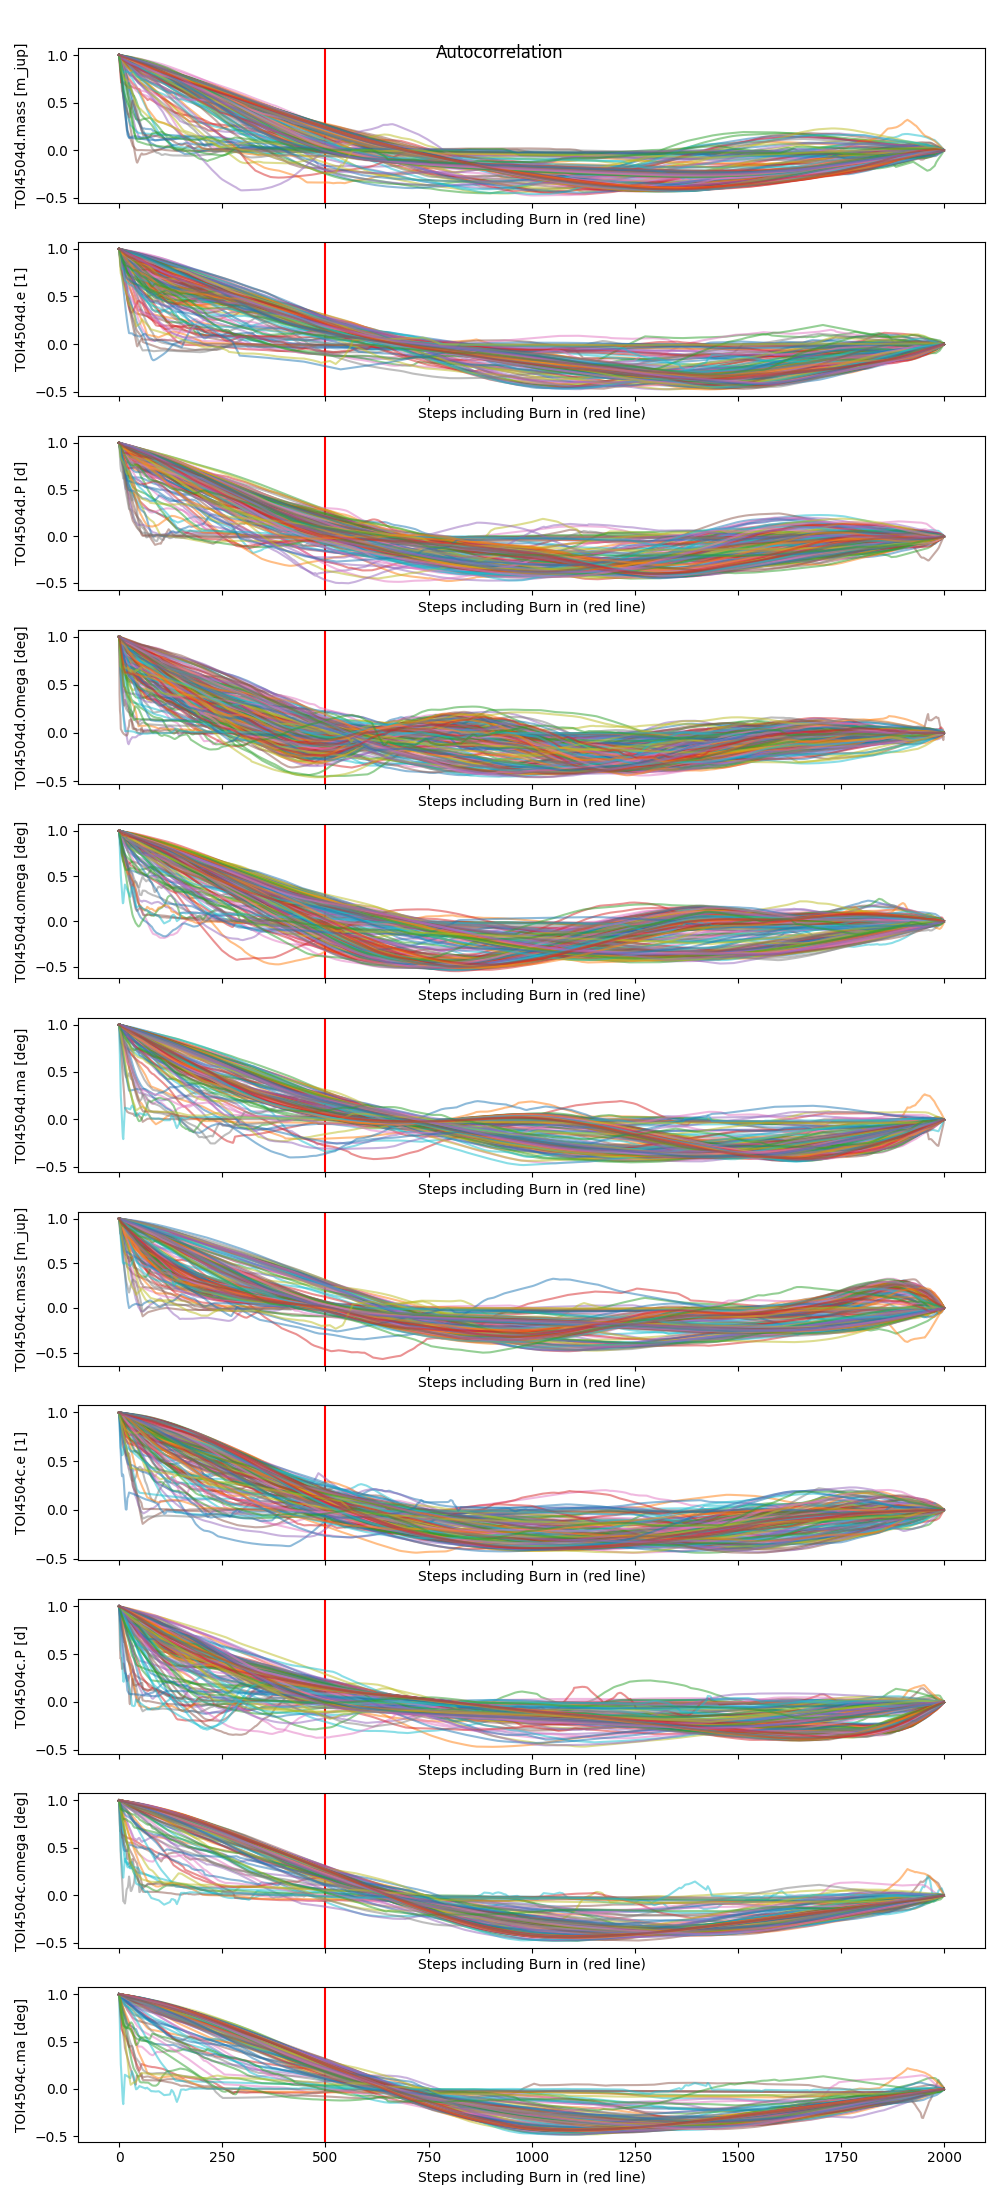 Autocorrelation
TOI4504d.mass [m_jup]
1.0
0.5
0.0
−0.5
Steps including Burn in (red line)
TOI4504d.e [1]
1.0
0.5
0.0
−0.5
Steps including Burn in (red line)
TOI4504d.P [d]
1.0
0.5
0.0
−0.5
Steps including Burn in (red line)
TOI4504d.Omega [deg]
1.0
0.5
0.0
−0.5
Steps including Burn in (red line)
TOI4504d.omega [deg]
1.0
0.5
0.0
−0.5
Steps including Burn in (red line)
TOI4504d.ma [deg]
1.0
0.5
0.0
−0.5
Steps including Burn in (red line)
TOI4504c.mass [m_jup]
1.0
0.5
0.0
−0.5
Steps including Burn in (red line)
TOI4504c.e [1]
1.0
0.5
0.0
−0.5
Steps including Burn in (red line)
TOI4504c.P [d]
1.0
0.5
0.0
−0.5
Steps including Burn in (red line)
TOI4504c.omega [deg]
1.0
0.5
0.0
−0.5
Steps including Burn in (red line)
TOI4504c.ma [deg]
1.0
0.5
0.0
−0.5
0 250 500 750 1000 1250 1500 1750 2000
Steps including Burn in (red line)